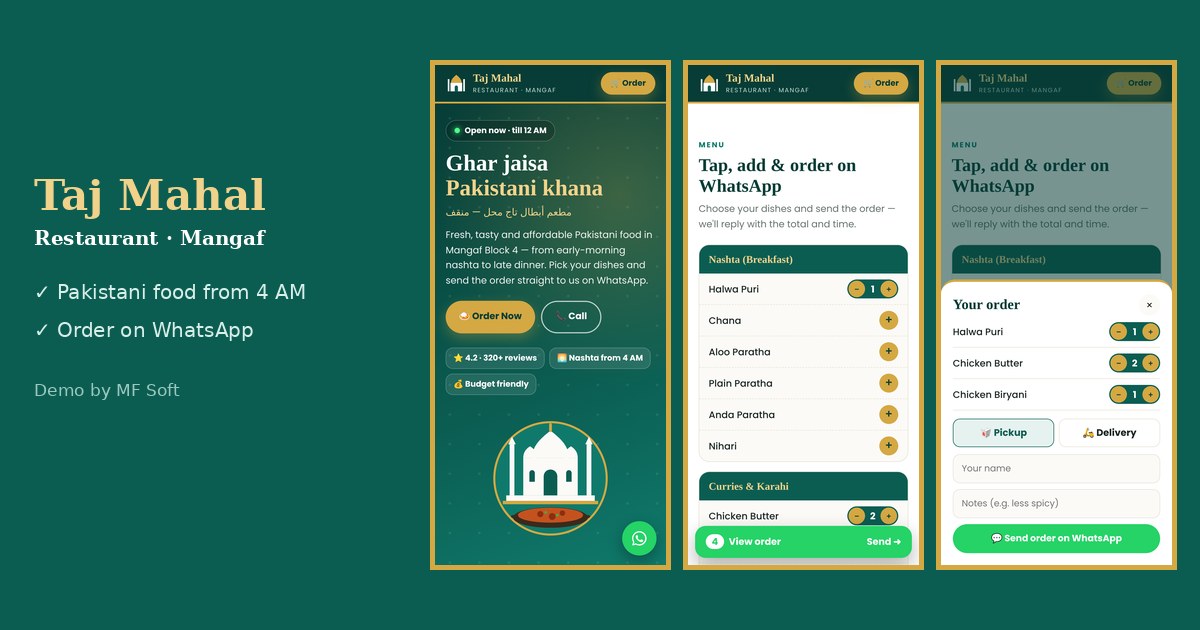 Taj Mahal
Restaurant · Mangaf
✓ Pakistani food from 4 AM
✓ Order on WhatsApp
Demo by MF Soft
Taj Mahal
RESTAURANT · MANGAF
🛒 Order
Open now · till 12 AM
Ghar jaisa
Pakistani khana
مطعم أبطال تاج محل — منقف
Fresh, tasty and affordable Pakistani food in
Mangaf Block 4 — from early-morning
nashta to late dinner. Pick your dishes and
send the order straight to us on WhatsApp.
🍛 Order Now
📞 Call
⭐ 4.2 · 320+ reviews
🌅 Nashta from 4 AM
💰 Budget friendly
Taj Mahal
RESTAURANT · MANGAF
🛒 Order
MENU
Tap, add & order on
WhatsApp
Choose your dishes and send the order —
we'll reply with the total and time.
Nashta (Breakfast)
Halwa Puri − 1 +
Chana +
Aloo Paratha +
Plain Paratha +
Anda Paratha +
Nihari +
Curries & Karahi
Chicken Butter − 2 +
4 View order Send →
Taj Mahal
RESTAURANT · MANGAF
🛒 Order
MENU
Tap, add & order on
WhatsApp
Choose your dishes and send the order —
we'll reply with the total and time.
Nashta (Breakfast)
Your order ×
Halwa Puri − 1 +
Chicken Butter − 2 +
Chicken Biryani − 1 +
🥡 Pickup
🛵 Delivery
Your name
Notes (e.g. less spicy)
💬 Send order on WhatsApp